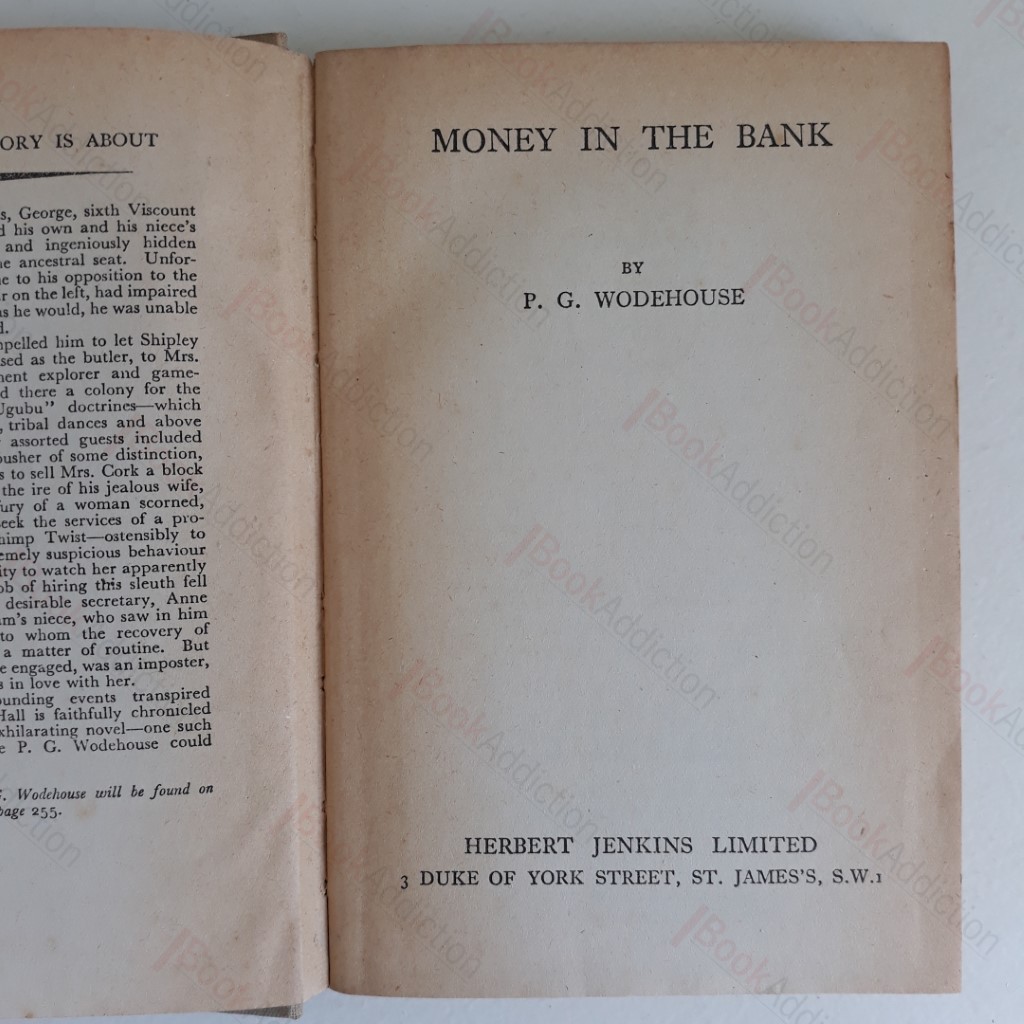 ORY IS ABOUT
s, George, sixth Viscount
d his own and his niece's
and ingeniously hidden
e ancestral seat. Unfor-
e to his opposition to the
r on the left, had impaired
as he would, he was unable
d.
mpelled him to let Shipley
sed as the butler, to Mrs.
nent explorer and game-
d there a colony for the
Ugubu" doctrines—which
, tribal dances and above
assorted guests included
pusher of some distinction,
s to sell Mrs. Cork a block
the ire of his jealous wife,
ury of a woman scorned,
seek the services of a pro-
himp Twist—ostensibly to
emely suspicious behaviour
ity to watch her apparently
ob of hiring this sleuth fell
desirable secretary, Anne
am's niece, who saw in him
to whom the recovery of
a matter of routine. But
e engaged, was an imposter,
s in love with her.
ounding events transpired
Hall is faithfully chronicled
xhilarating novel—one such
e P. G. Wodehouse could
G. Wodehouse will be found on
page 255.
MONEY IN THE BANK
BY
P. G. WODEHOUSE
HERBERT JENKINS LIMITED
3 DUKE OF YORK STREET, ST. JAMES'S, S.W.1
BookAddiction